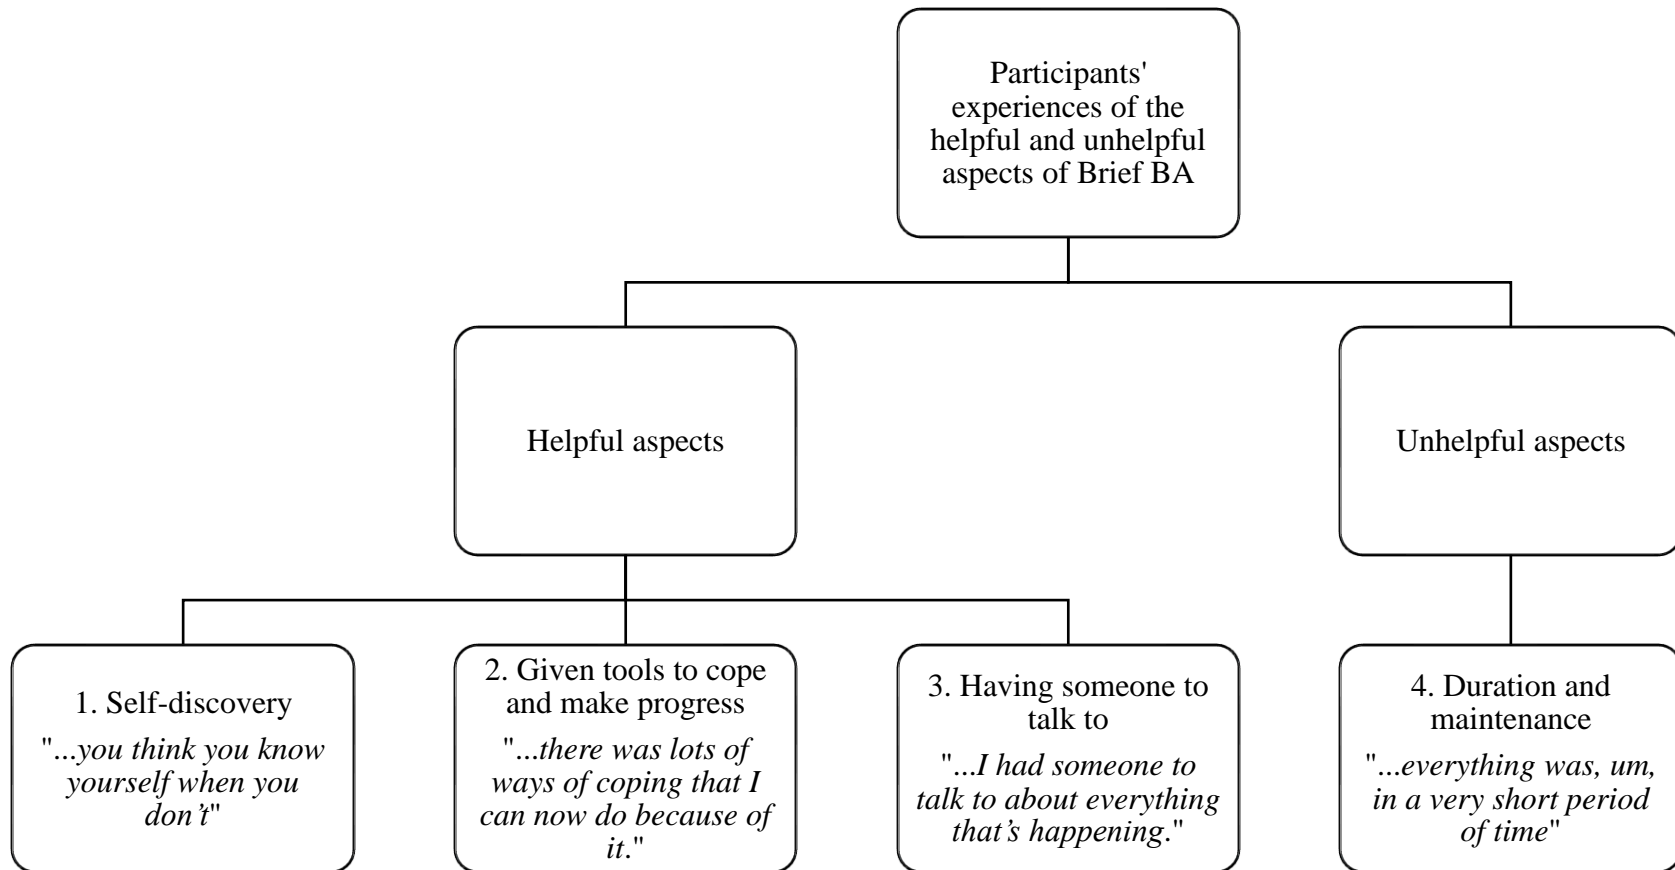 Participants'
experiences of the
helpful and unhelpful
aspects of Brief BA
Helpful aspects
Unhelpful aspects
1. Self-discovery
"...you think you know
yourself when you
don’t"
2. Given tools to cope
and make progress
"...there was lots of
ways of coping that I
can now do because of
it."
3. Having someone to
talk to
"...I had someone to
talk to about everything
that’s happening."
4. Duration and
maintenance
"...everything was, um,
in a very short period
of time"